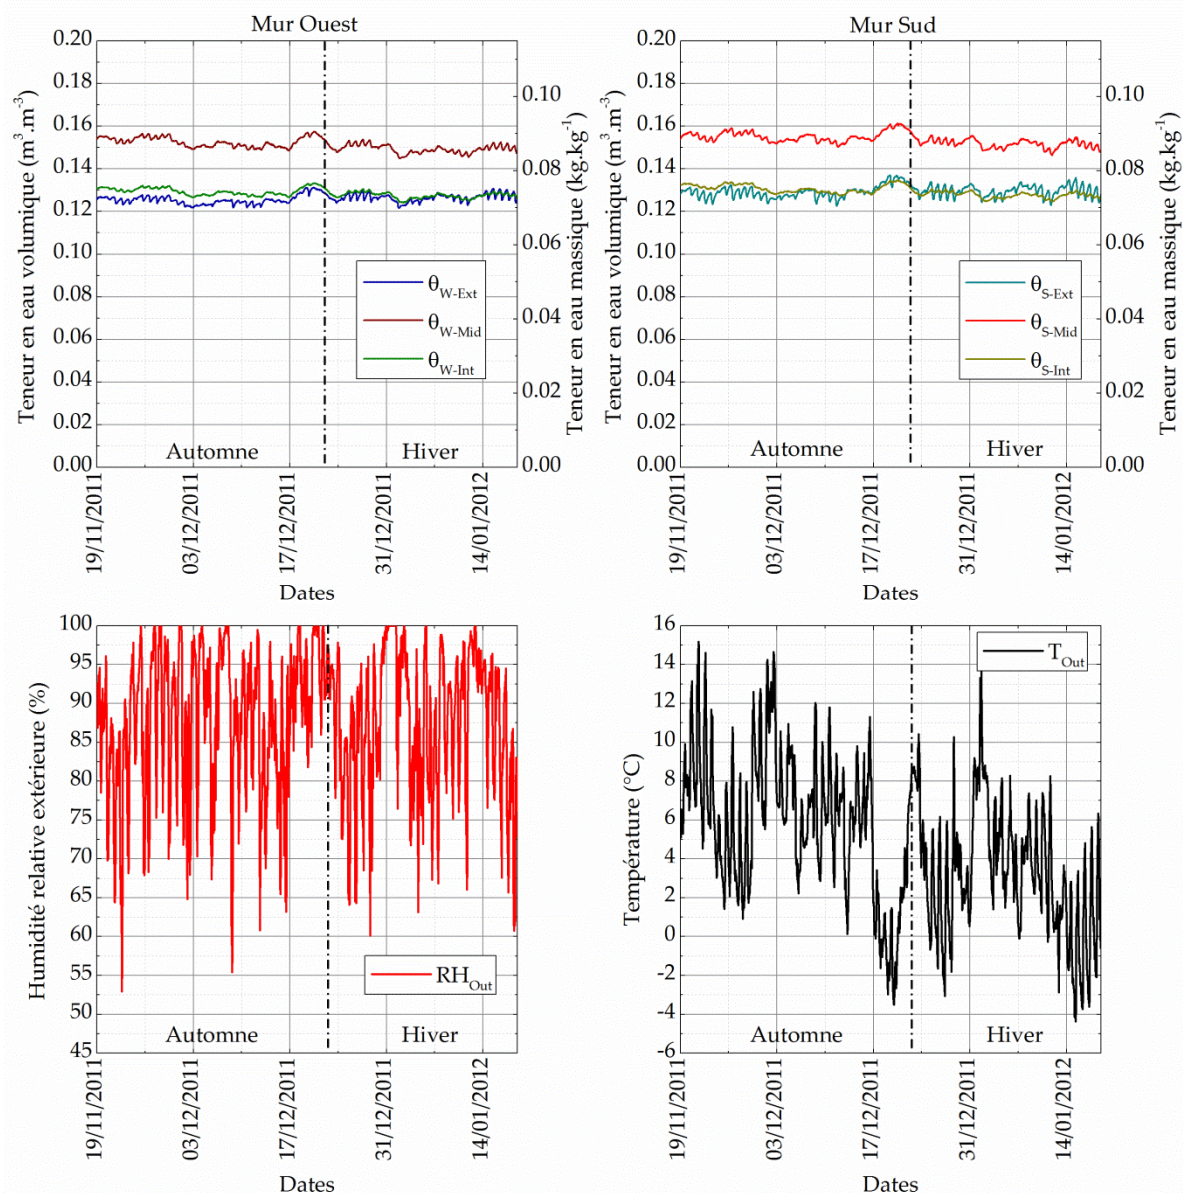 Mur Ouest
0.20
0.18
0.16
0.14
0.12
0.10
0.08
0.06
0.04
0.02
0.00
Teneur en eau volumique (m³.m⁻³)
0.10
0.08
0.06
0.04
0.02
0.00
Teneur en eau massique (kg.kg⁻¹)
θ W-Ext
θ W-Mid
θ W-Int
Automne
Hiver
19/11/2011
03/12/2011
17/12/2011
31/12/2011
14/01/2012
Dates
Mur Sud
0.20
0.18
0.16
0.14
0.12
0.10
0.08
0.06
0.04
0.02
0.00
Teneur en eau volumique (m³.m⁻³)
0.10
0.08
0.06
0.04
0.02
0.00
Teneur en eau massique (kg.kg⁻¹)
θ S-Ext
θ S-Mid
θ S-Int
Automne
Hiver
19/11/2011
03/12/2011
17/12/2011
31/12/2011
14/01/2012
Dates
100
95
90
85
80
75
70
65
60
55
50
45
Humidité relative extérieure (%)
RH Out
Automne
Hiver
19/11/2011
03/12/2011
17/12/2011
31/12/2011
14/01/2012
Dates
16
14
12
10
8
6
4
2
0
-2
-4
-6
Température (°C)
T Out
Automne
Hiver
19/11/2011
03/12/2011
17/12/2011
31/12/2011
14/01/2012
Dates